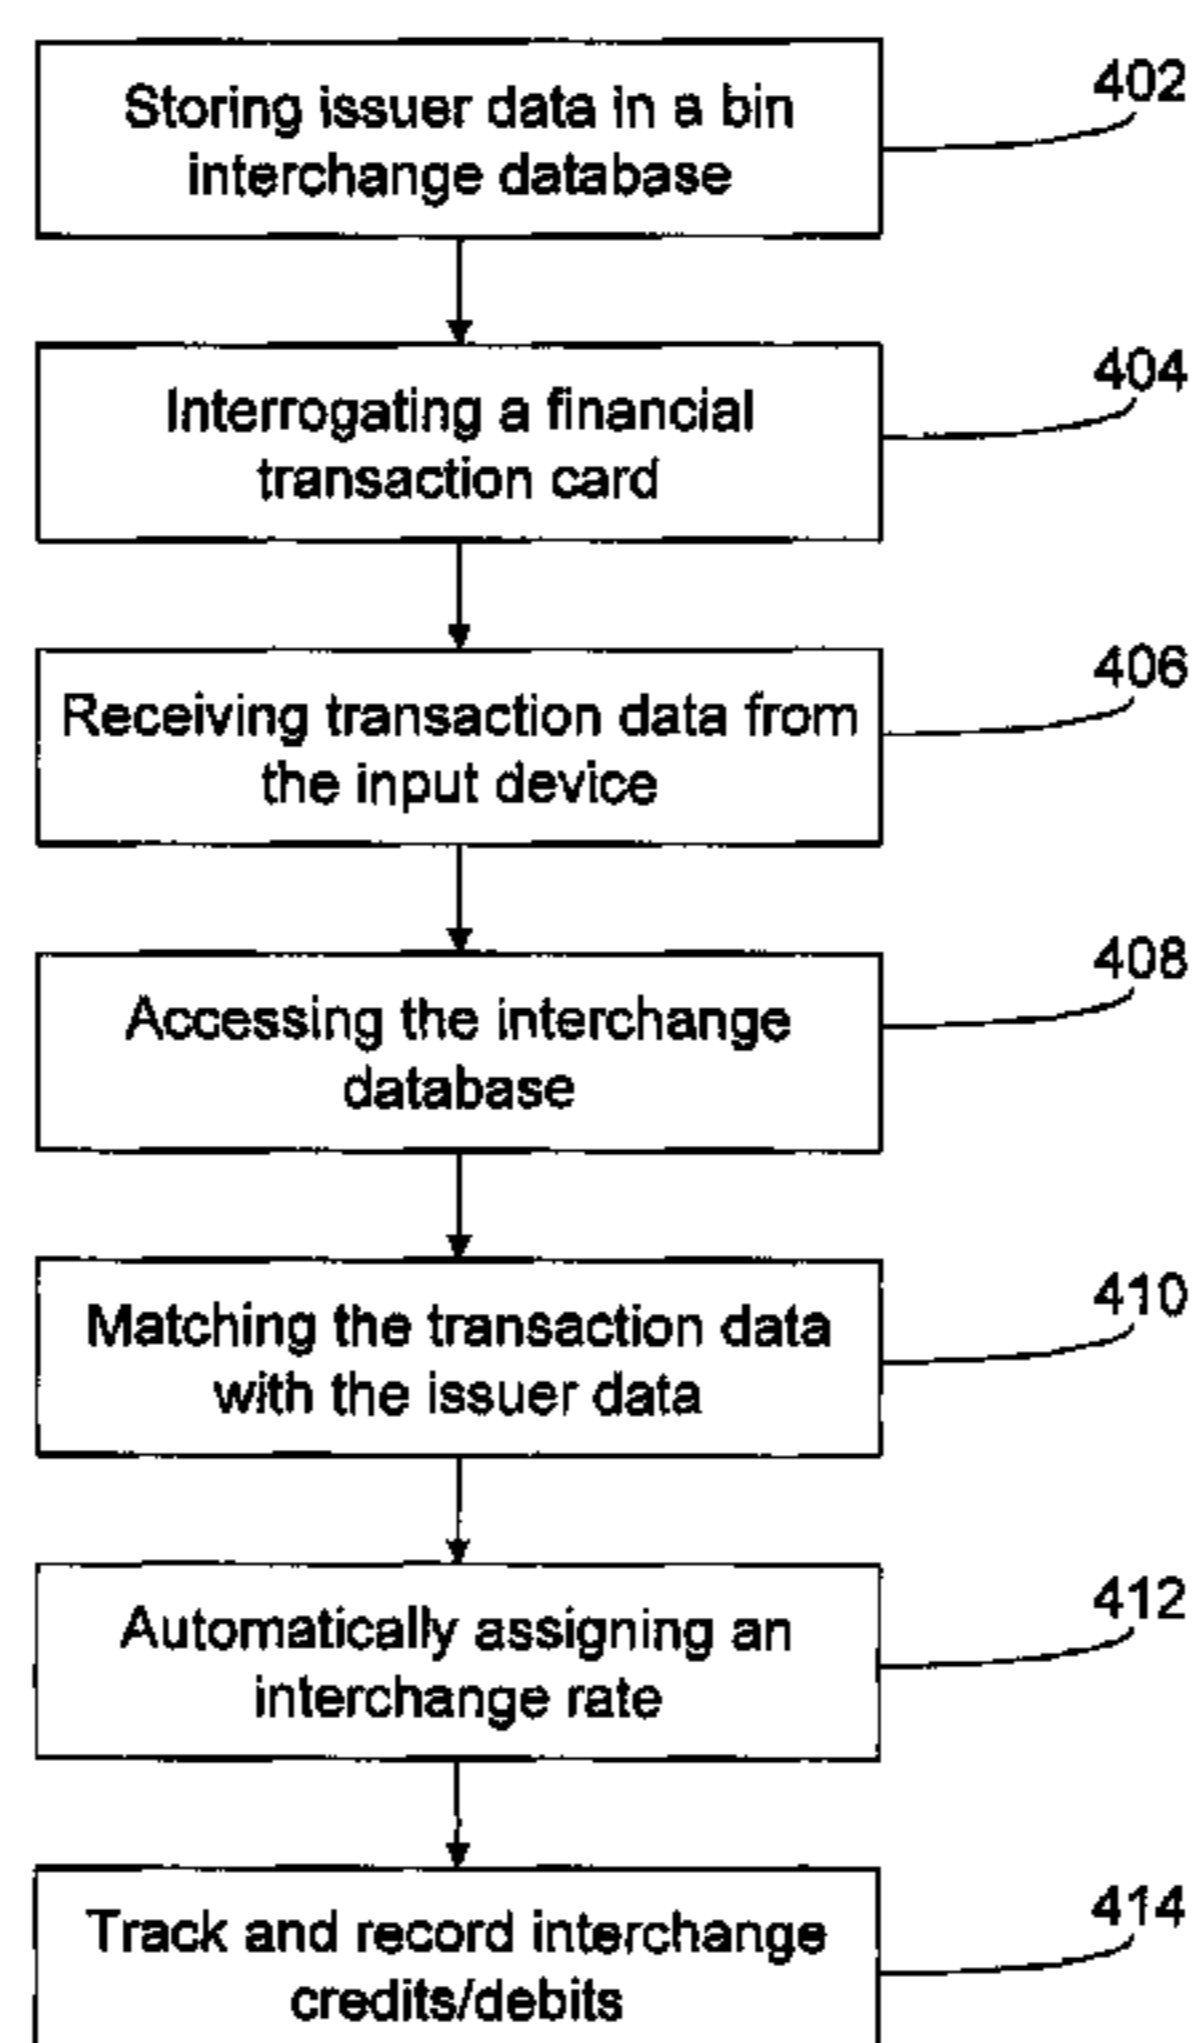 Storing issuer data in a bin
interchange database
402
Interrogating a financial
transaction card
404
Receiving transaction data from
the input device
406
Accessing the interchange
database
408
Matching the transaction data
with the issuer data
410
Automatically assigning an
interchange rate
412
Track and record interchange
credits/debits
414